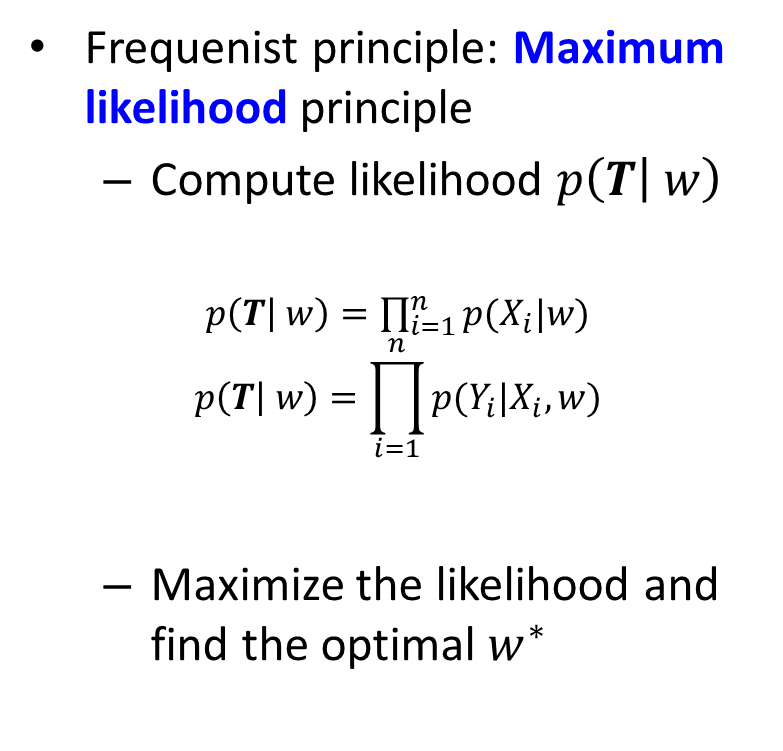 • Frequenist principle: Maximum
likelihood principle
– Compute likelihood p(T| w)
p(T| w) = ∏ⁿᵢ₌₁ p(Xᵢ|w)
p(T| w) = ∏ⁿᵢ₌₁ p(Yᵢ|Xᵢ, w)
– Maximize the likelihood and
find the optimal w*